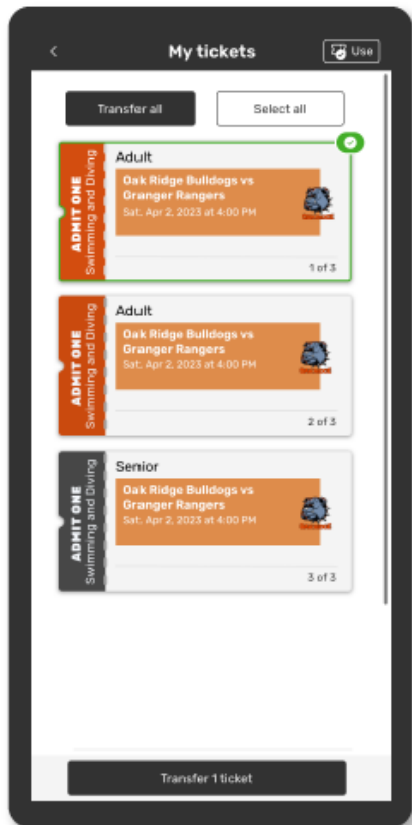 My tickets
Use
Transfer all
Select all
ADMIT ONE
Swimming and Diving
Adult
Oak Ridge Bulldogs vs
Granger Rangers
Sat, Apr 2, 2023 at 4:00 PM
1 of 3
ADMIT ONE
Swimming and Diving
Adult
Oak Ridge Bulldogs vs
Granger Rangers
Sat, Apr 2, 2023 at 4:00 PM
2 of 3
ADMIT ONE
Swimming and Diving
Senior
Oak Ridge Bulldogs vs
Granger Rangers
Sat, Apr 2, 2023 at 4:00 PM
3 of 3
Transfer 1 ticket